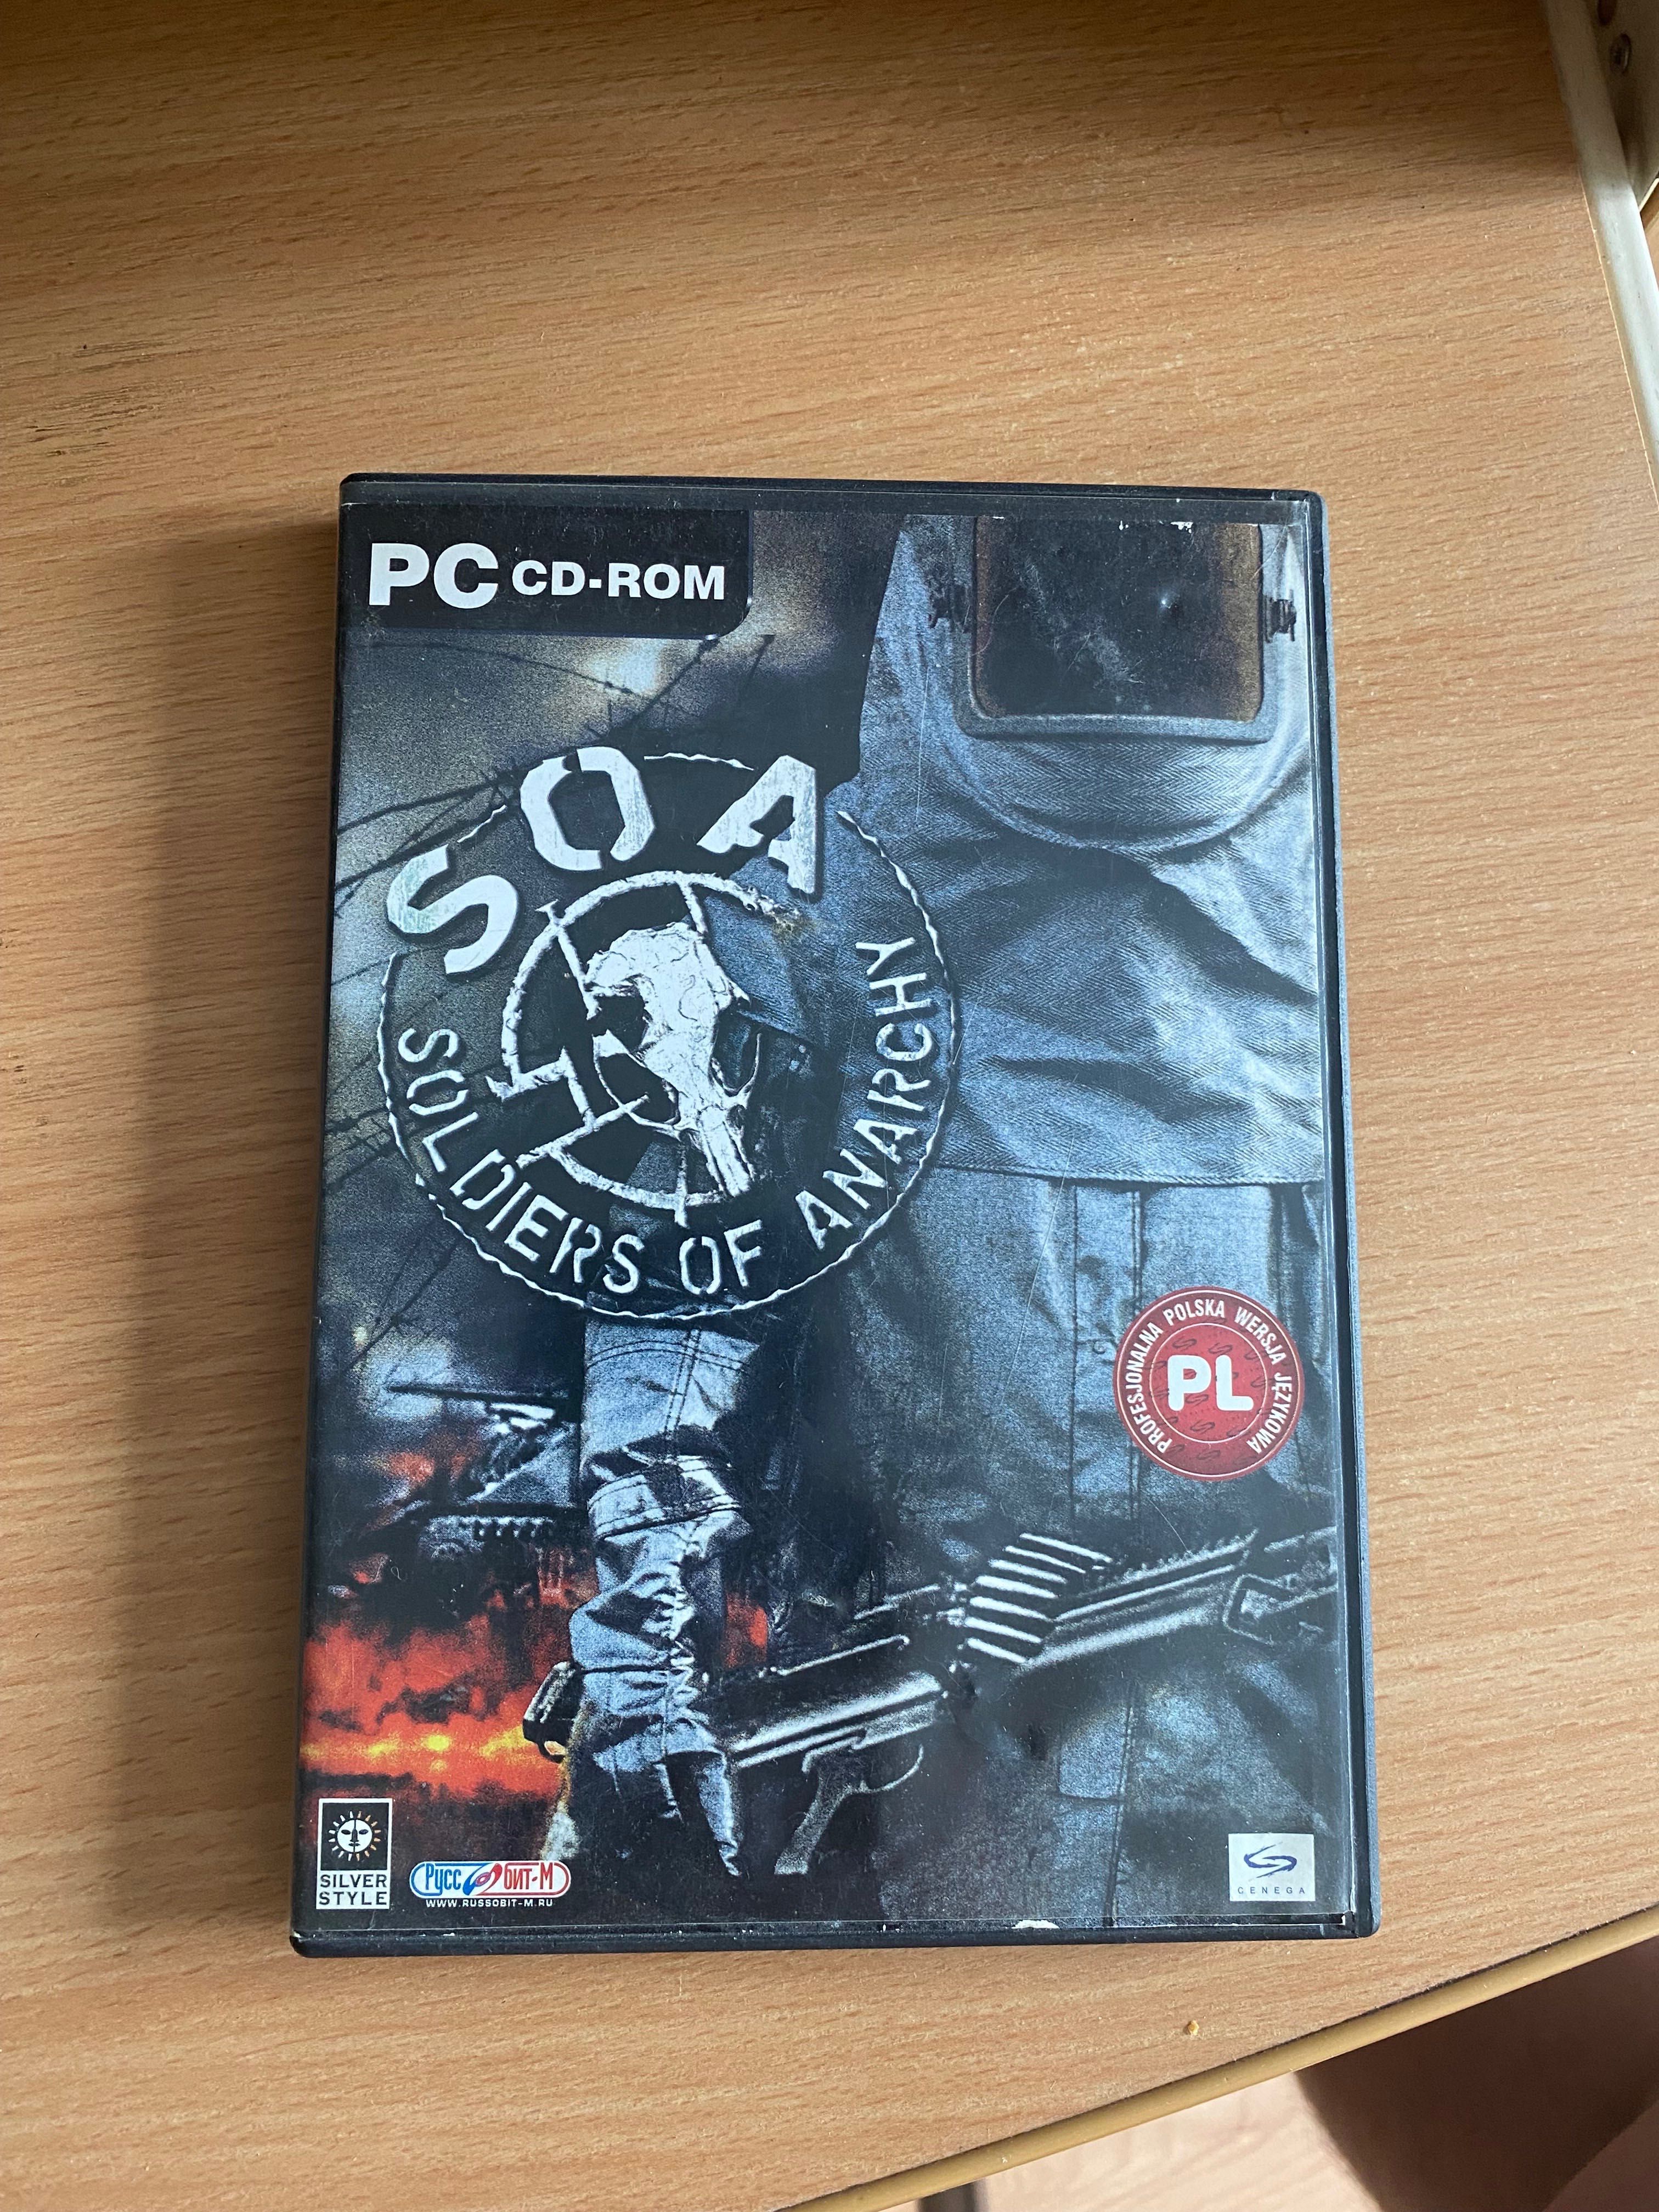 PC CD-ROM
SOA
SOLDIERS OF ANARCHY
PROFESJONALNA POLSKA WERSJA JĘZYKOWA
PL
SILVER
STYLE
Русс бит-М
WWW.RUSSOBIT-M.RU
CENEGA